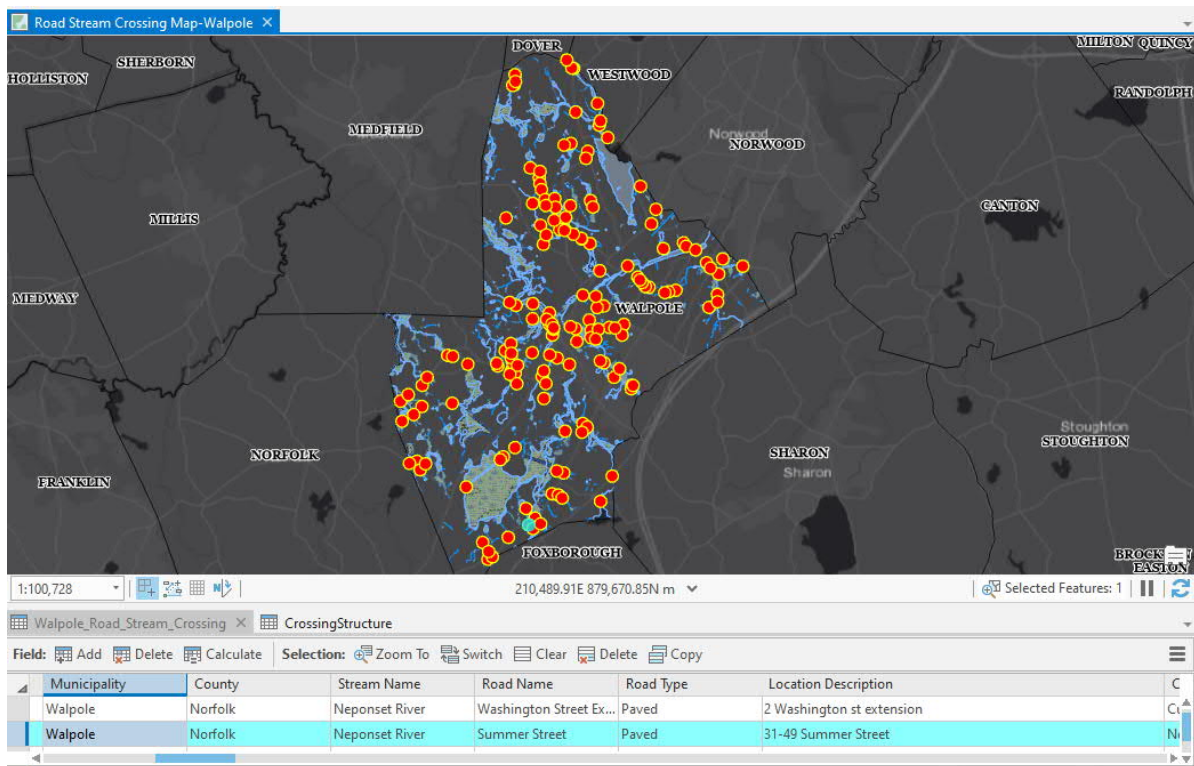 Road Stream Crossing Map-Walpole
DOVER
MILTON QUINCY
SHERBORN
HOLLISTON
WESTWOOD
RANDOLPH
MEDFIELD
Norwood
NORWOOD
MILLIS
CANTON
MEDWAY
WALPOLE
Stoughton
STOUGHTON
NORFOLK
SHARON
Sharon
FRANKLIN
FOXBOROUGH
EASTON
1:100,728
210,489.91E 879,670.85N m
Selected Features: 1
Walpole_Road_Stream_Crossing
CrossingStructure
Field: Add Delete Calculate Selection: Zoom To Switch Clear Delete Copy
Municipality County Stream Name Road Name Road Type Location Description C
Walpole Norfolk Neponset River Washington Street Ex... Paved 2 Washington st extension
Walpole Norfolk Neponset River Summer Street Paved 31-49 Summer Street